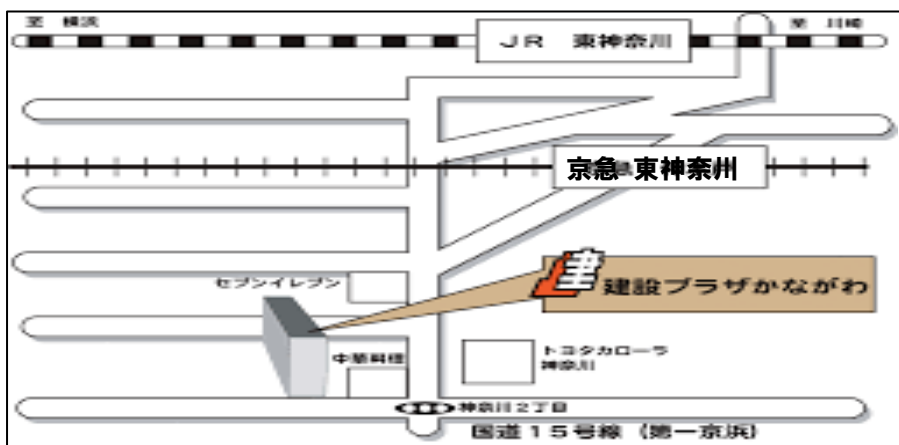 至 横浜
至 川崎
JR 東神奈川
京急 東神奈川
建設プラザかながわ
セブンイレブン
中華料理
トヨタカローラ
神奈川
神奈川2丁目
国道15号線 (第一京浜)